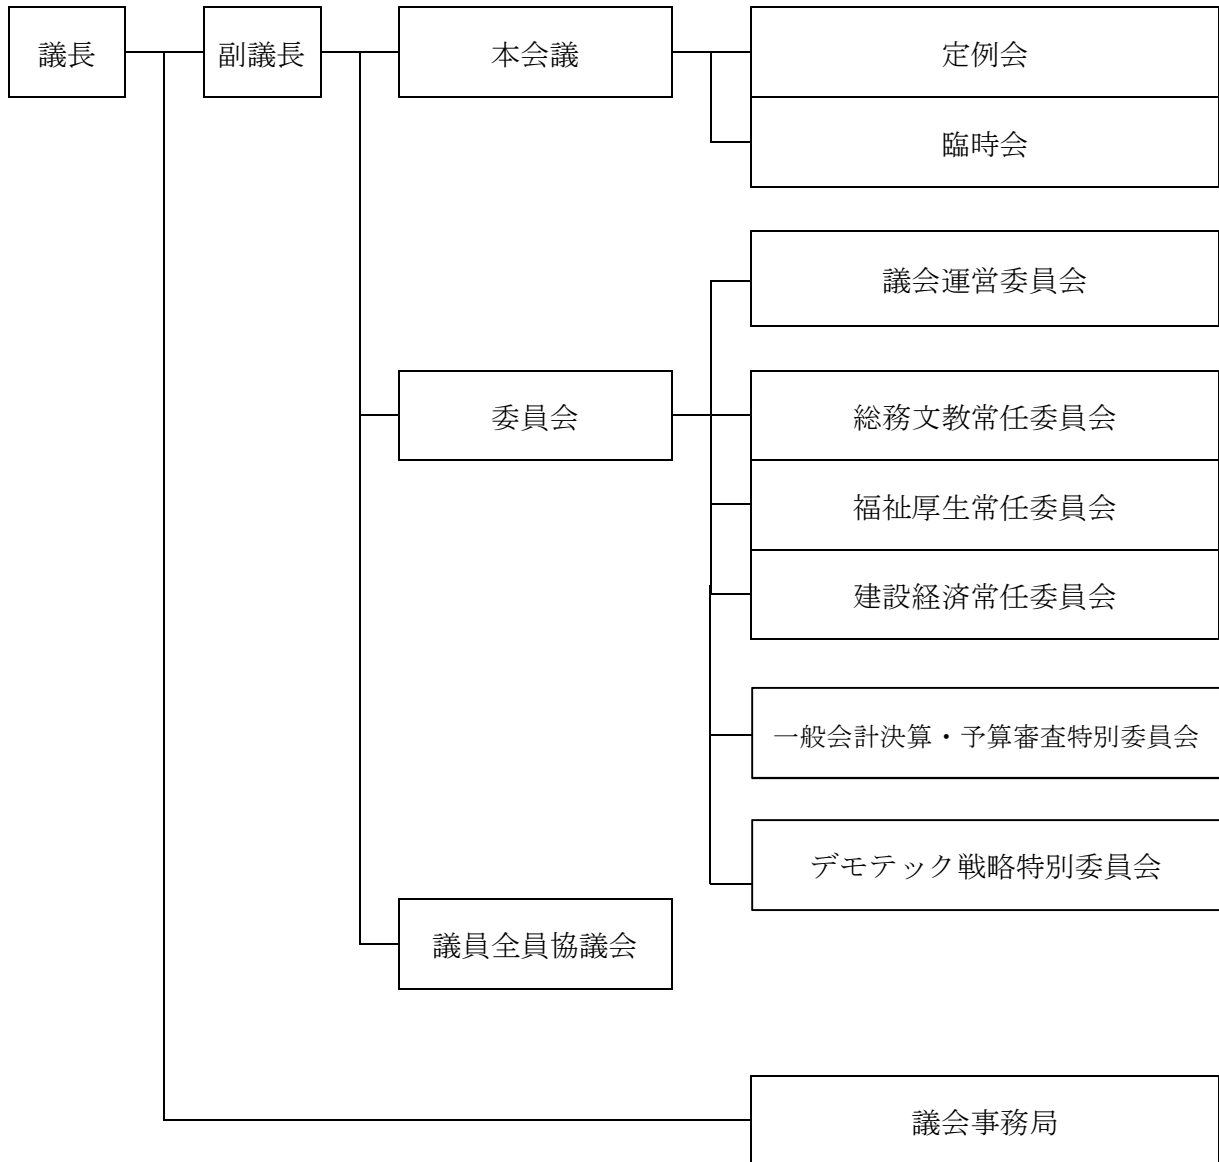 議長
副議長
本会議
定例会
臨時会
議会運営委員会
委員会
総務文教常任委員会
福祉厚生常任委員会
建設経済常任委員会
一般会計決算・予算審査特別委員会
デモテック戦略特別委員会
議員全員協議会
議会事務局